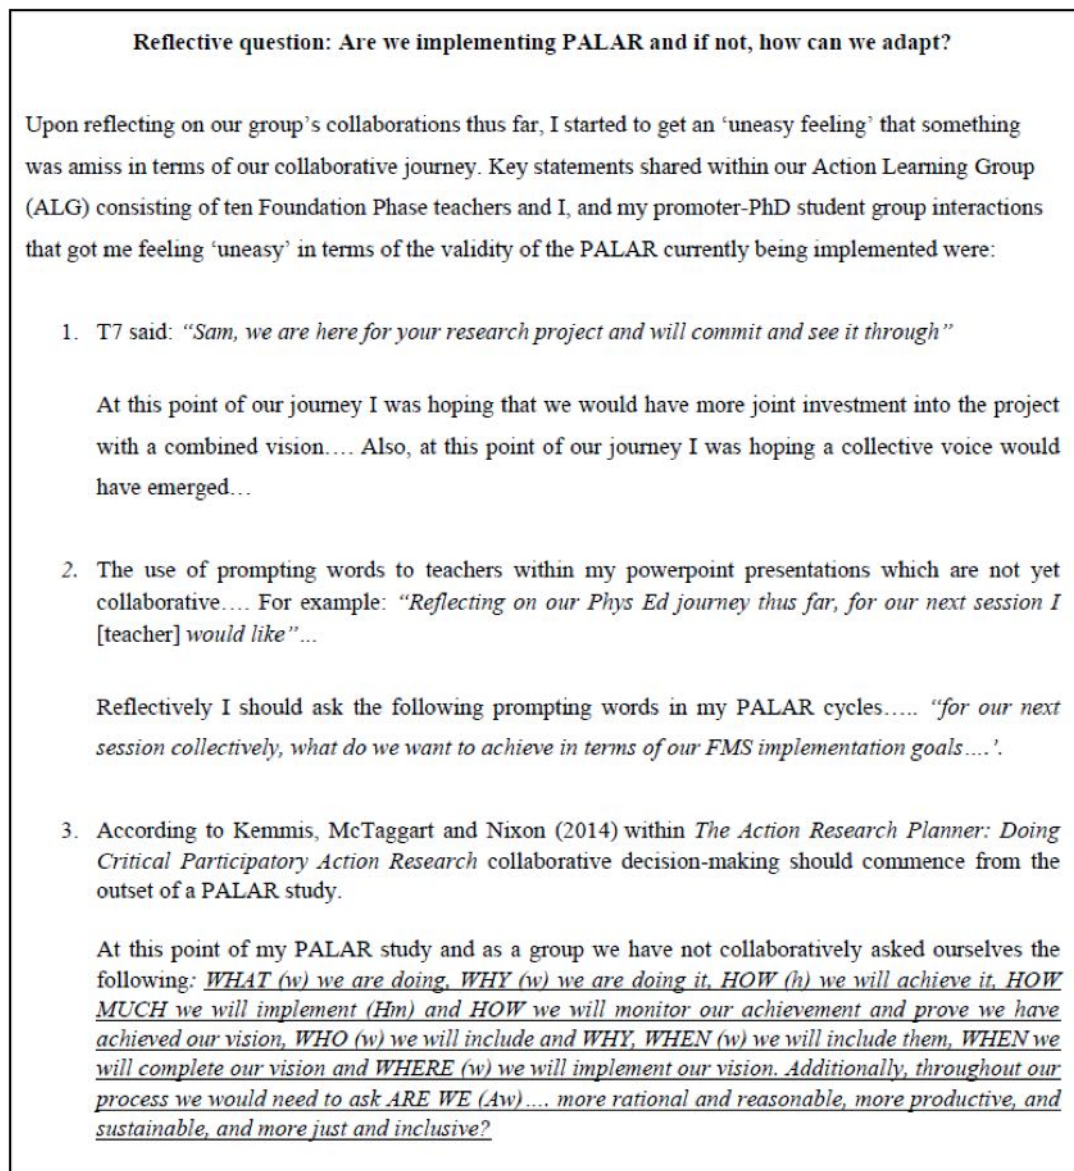 Reflective question: Are we implementing PALAR and if not, how can we adapt?
Upon reflecting on our group’s collaborations thus far, I started to get an ‘uneasy feeling’ that something
was amiss in terms of our collaborative journey. Key statements shared within our Action Learning Group
(ALG) consisting of ten Foundation Phase teachers and I, and my promoter-PhD student group interactions
that got me feeling ‘uneasy’ in terms of the validity of the PALAR currently being implemented were:
1. T7 said: “Sam, we are here for your research project and will commit and see it through”
At this point of our journey I was hoping that we would have more joint investment into the project
with a combined vision…. Also, at this point of our journey I was hoping a collective voice would
have emerged…
2. The use of prompting words to teachers within my powerpoint presentations which are not yet
collaborative…. For example: “Reflecting on our Phys Ed journey thus far, for our next session I
[teacher] would like”...
Reflectively I should ask the following prompting words in my PALAR cycles….. “for our next
session collectively, what do we want to achieve in terms of our FMS implementation goals….’.
3. According to Kemmis, McTaggart and Nixon (2014) within The Action Research Planner: Doing
Critical Participatory Action Research collaborative decision-making should commence from the
outset of a PALAR study.
At this point of my PALAR study and as a group we have not collaboratively asked ourselves the
following: WHAT (w) we are doing, WHY (w) we are doing it, HOW (h) we will achieve it, HOW
MUCH we will implement (Hm) and HOW we will monitor our achievement and prove we have
achieved our vision, WHO (w) we will include and WHY, WHEN (w) we will include them, WHEN we
will complete our vision and WHERE (w) we will implement our vision. Additionally, throughout our
process we would need to ask ARE WE (Aw)…. more rational and reasonable, more productive, and
sustainable, and more just and inclusive?